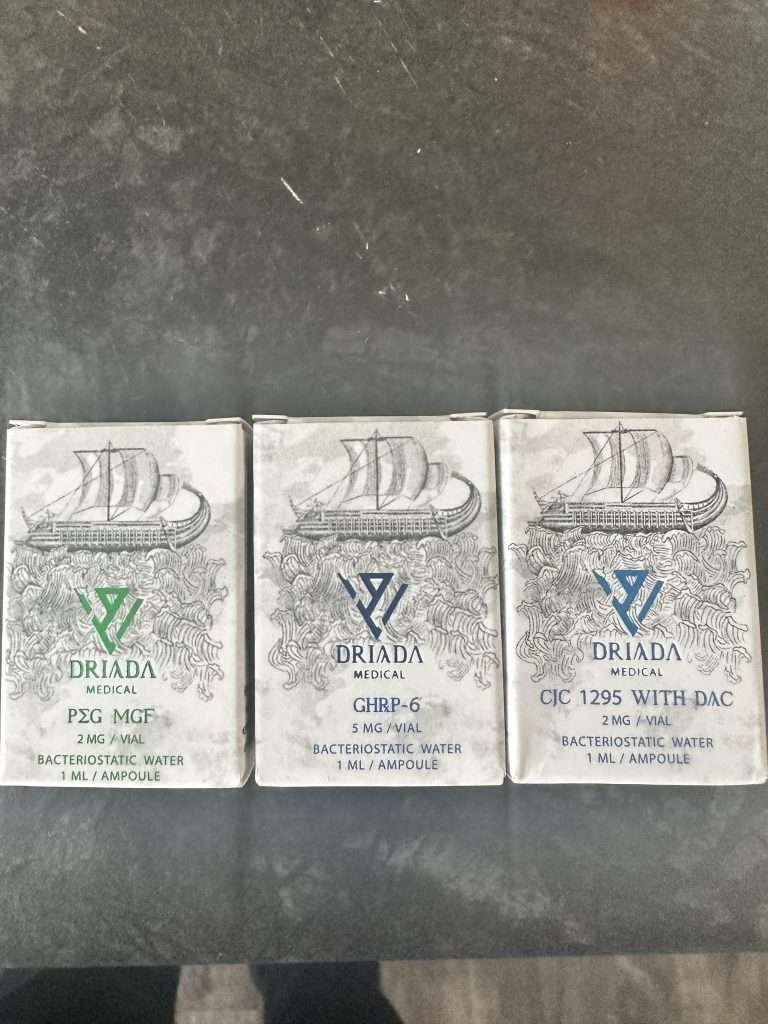 DRIADA
MEDICAL
PΣG MGF
2 MG / VIAL
BACTERIOSTATIC WATER
1 ML / AMPOULE
DRIADA
MEDICAL
GHRP-6
5 MG / VIAL
BACTERIOSTATIC WATER
1 ML / AMPOULE
DRIADA
MEDICAL
CJC 1295 WITH DAC
2 MG / VIAL
BACTERIOSTATIC WATER
1 ML / AMPOULE